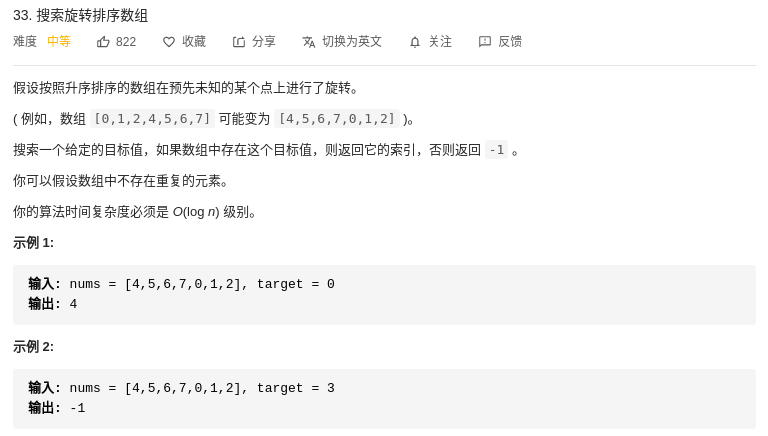 33. 搜索旋转排序数组
难度 中等 822 收藏 分享 切换为英文 关注 反馈
假设按照升序排序的数组在预先未知的某个点上进行了旋转。
( 例如，数组 [0,1,2,4,5,6,7] 可能变为 [4,5,6,7,0,1,2] )。
搜索一个给定的目标值，如果数组中存在这个目标值，则返回它的索引，否则返回 -1 。
你可以假设数组中不存在重复的元素。
你的算法时间复杂度必须是 O(log n) 级别。
示例 1:
输入: nums = [4,5,6,7,0,1,2], target = 0
输出: 4
示例 2:
输入: nums = [4,5,6,7,0,1,2], target = 3
输出: -1